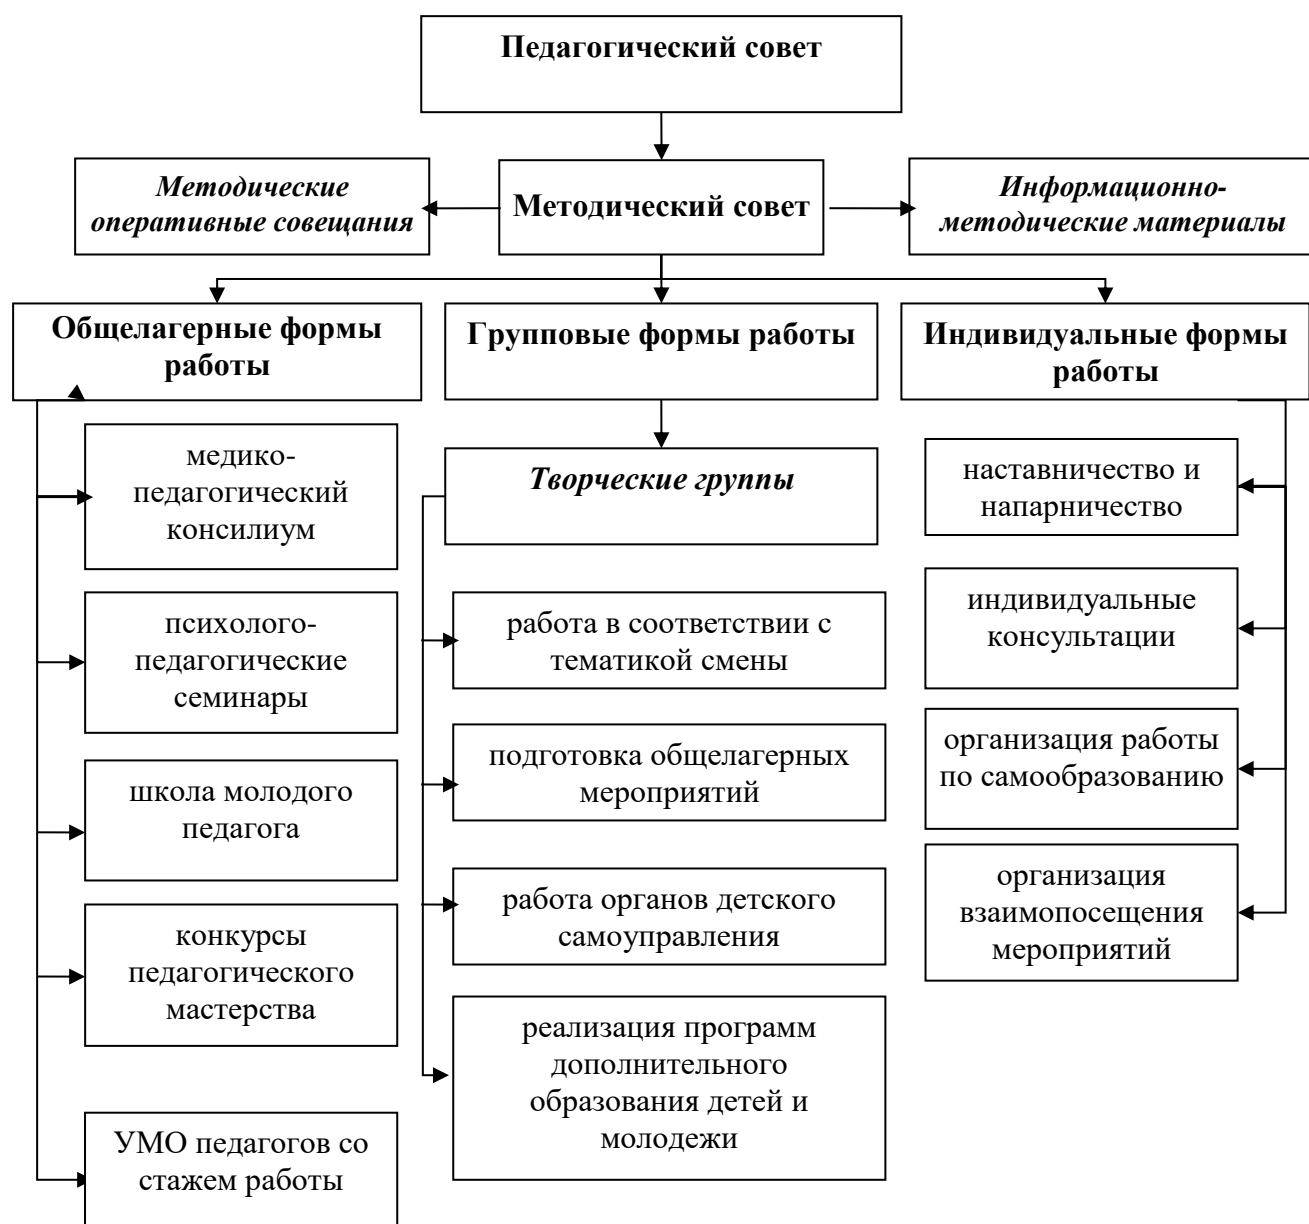 Педагогический совет
Методические
оперативные совещания
Методический совет
Информационно-
методические материалы
Общелагерные формы
работы
Групповые формы работы
Индивидуальные формы
работы
медико-
педагогический
консилиум
психолого-
педагогические
семинары
школа молодого
педагога
конкурсы
педагогического
мастерства
УМО педагогов со
стажем работы
Творческие группы
работа в соответствии с
тематикой смены
подготовка общелагерных
мероприятий
работа органов детского
самоуправления
реализация программ
дополнительного
образования детей и
молодежи
наставничество и
напарничество
индивидуальные
консультации
организация работы
по самообразованию
организация
взаимопосещения
мероприятий